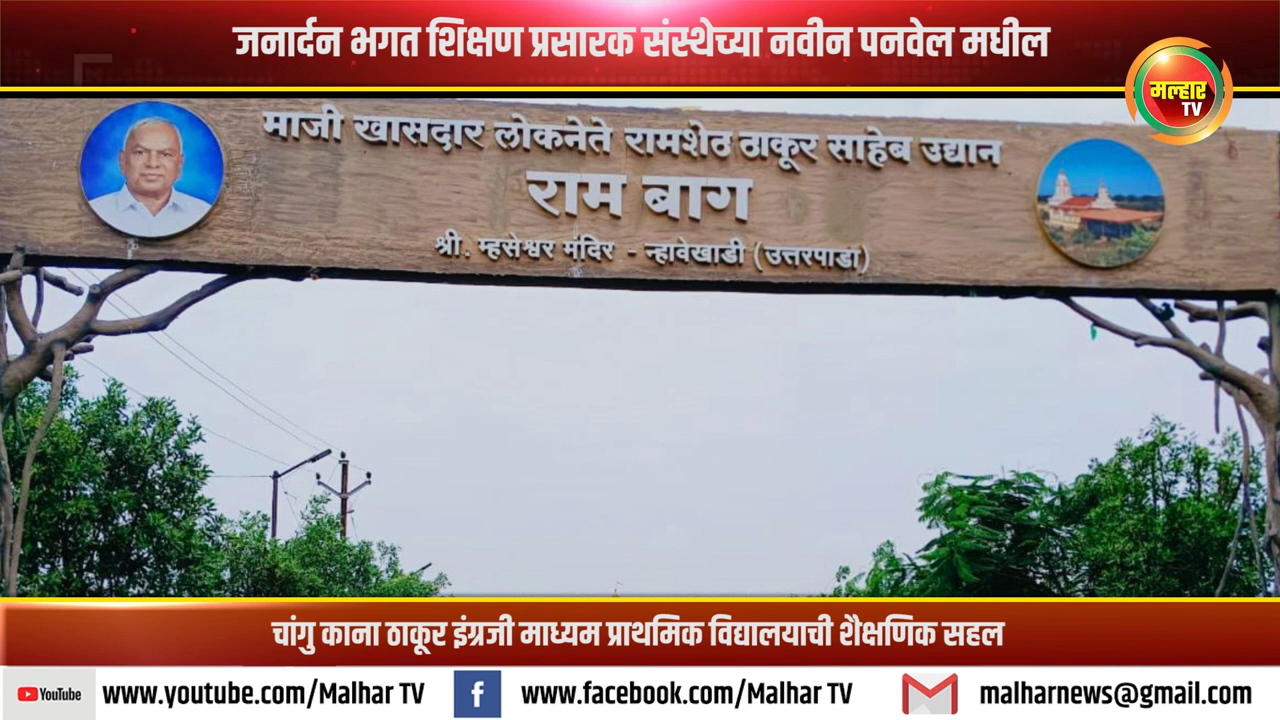 जनार्दन भगत शिक्षण प्रसारक संस्थेच्या नवीन पनवेल मधील
मल्हार
TV
माजी खासदार लोकनेते रामशेठ ठाकूर साहेब उद्यान
राम बाग
श्री. म्हसेश्वर मंदिर - न्हावेखाडी (उत्तरपाडा)
चांगु काना ठाकूर इंग्रजी माध्यम प्राथमिक विद्यालयाची शैक्षणिक सहल
YouTube www.youtube.com/Malhar TV f www.facebook.com/Malhar TV malharnews@gmail.com